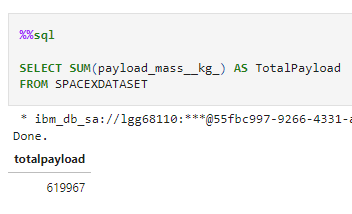 %%sql
SELECT SUM(payload_mass__kg_) AS TotalPayload
FROM SPACEXDATASET
* ibm_db_sa://lgg68110:***@55fbc997-9266-4331-a
Done.
totalpayload
619967